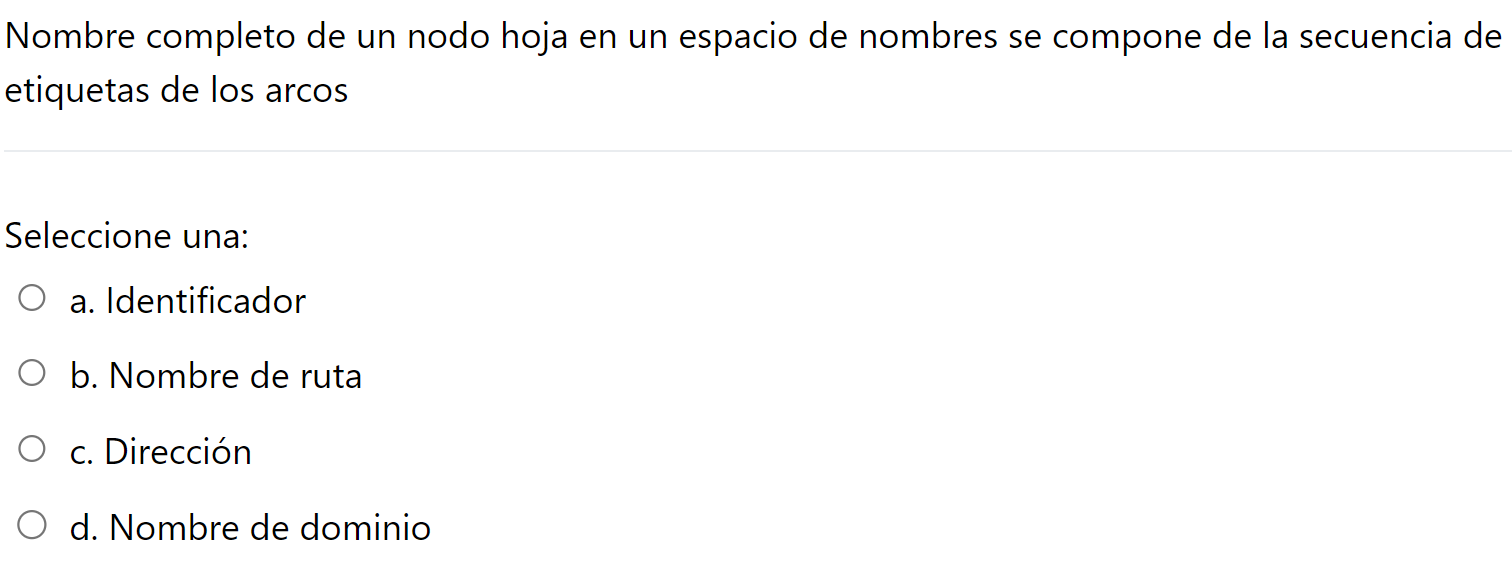 Nombre completo de un nodo hoja en un espacio de nombres se compone de la secuencia de
etiquetas de los arcos
Seleccione una:
a. Identificador
b. Nombre de ruta
c. Dirección
d. Nombre de dominio